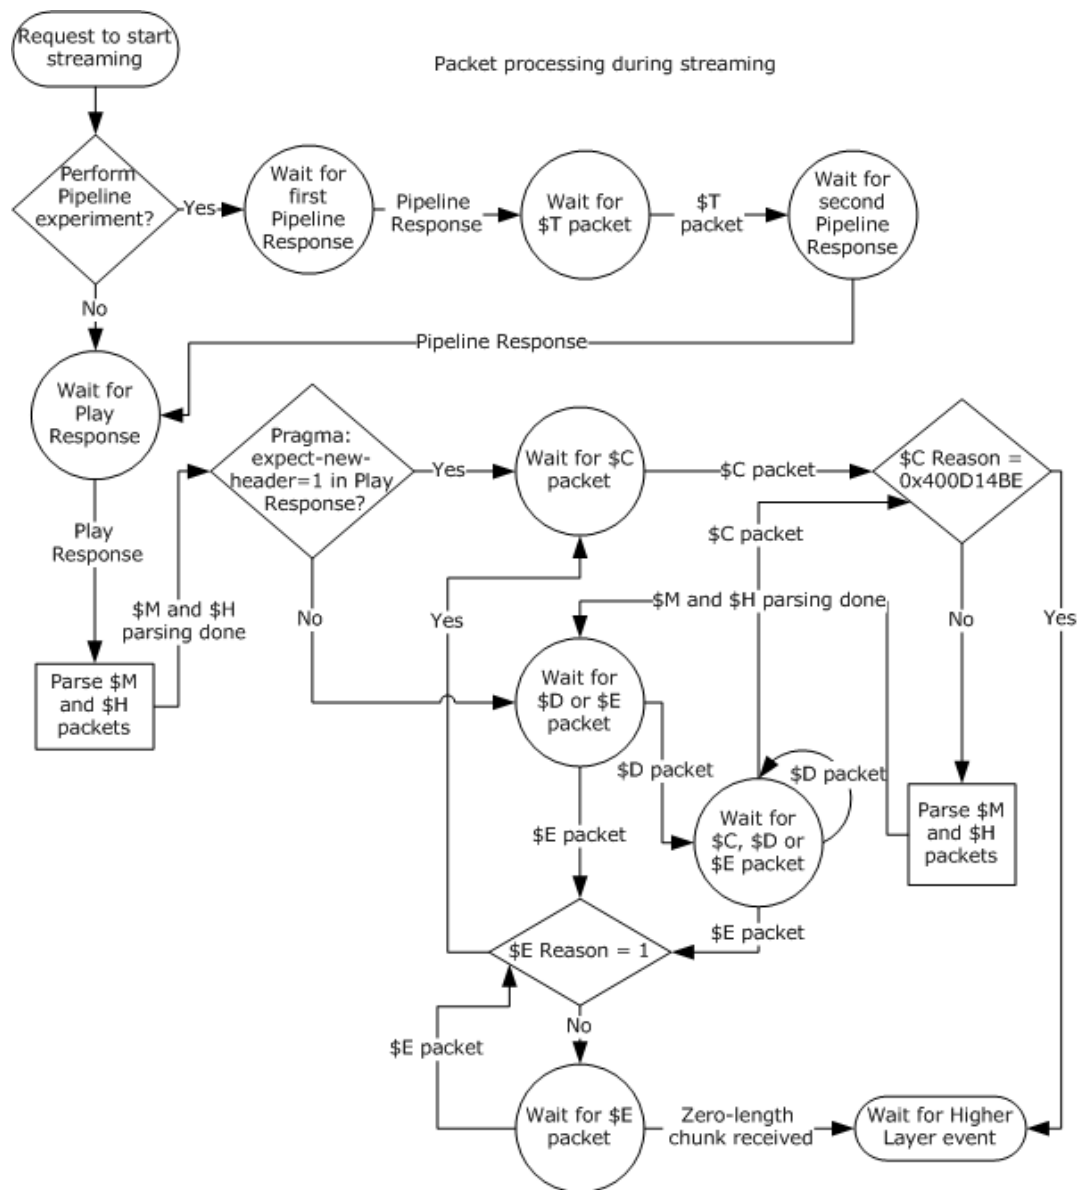 Request to start
streaming
Packet processing during streaming
Perform
Pipeline
experiment?
Yes
Wait for
first
Pipeline
Response
Pipeline
Response
Wait for
$T packet
$T
packet
Wait for
second
Pipeline
Response
No
Pipeline Response
Wait for
Play
Response
Pragma:
expect-new-
header=1 in Play
Response?
Yes
Wait for $C
packet
$C packet
$C Reason =
0x400D14BE
Play
Response
$C packet
$M and $H
parsing done
No
Yes
$M and $H parsing done
No
Yes
Parse $M
and $H
packets
Wait for
$D or $E
packet
$D packet
$D packet
Wait for
$C, $D or
$E packet
Parse $M
and $H
packets
$E packet
$E packet
$E Reason = 1
No
$E packet
Wait for $E
packet
Zero-length
chunk received
Wait for Higher
Layer event